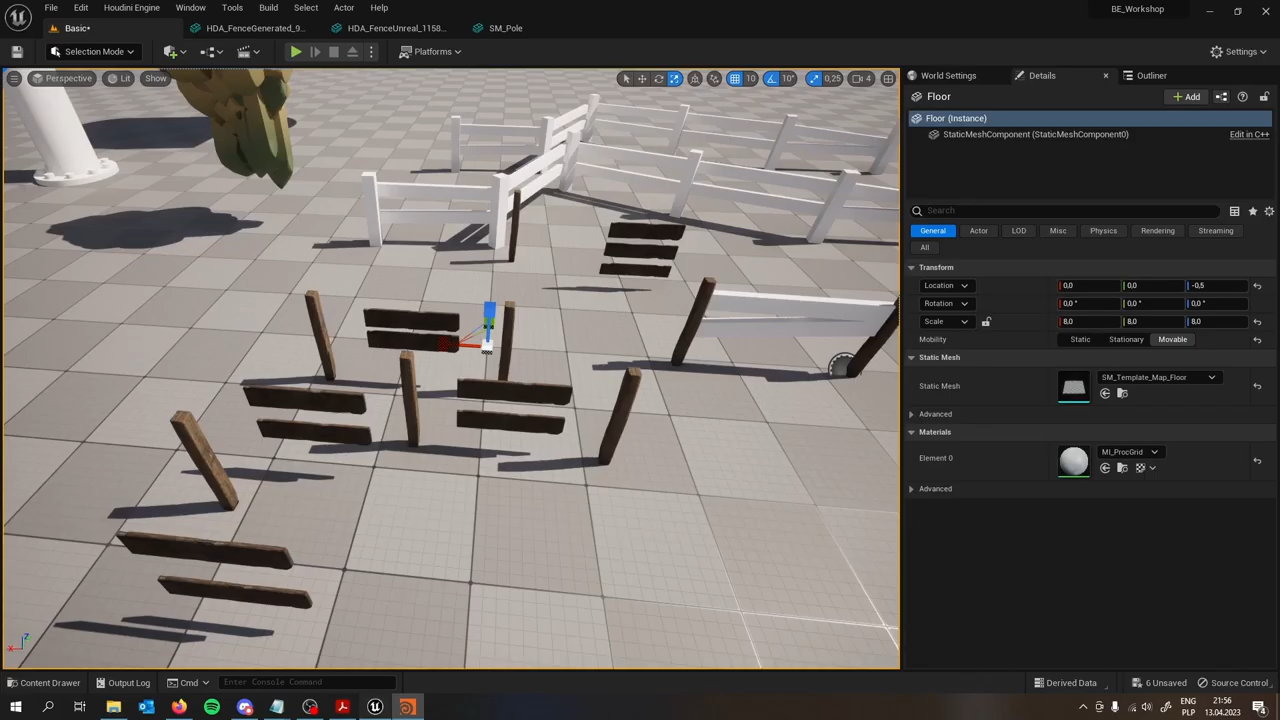 File Edit Houdini Engine Window Tools Build Select Actor Help
BE_Workshop
Basic*
HDA_FenceGenerated_9...
HDA_FenceUnreal_1158...
SM_Pole
Selection Mode
Platforms
Settings
Perspective Lit Show
10 10° 0,25 4
World Settings Details Outliner
Floor
Add
Floor (Instance)
StaticMeshComponent (StaticMeshComponent0) Edit in C++
Search
General Actor LOD Misc Physics Rendering Streaming
All
Transform
Location 0,0 0,0 -0,5
Rotation 0,0 ° 0,0 ° 0,0 °
Scale 8,0 8,0 8,0
Mobility Static Stationary Movable
Static Mesh
Static Mesh SM_Template_Map_Floor
Advanced
Materials
Element 0 MI_ProcGrid
Advanced
Z
X
Content Drawer Output Log Cmd Enter Console Command Derived Data 6 Unsaved Source Control
ENG
PLP
21:56
13.04.2023